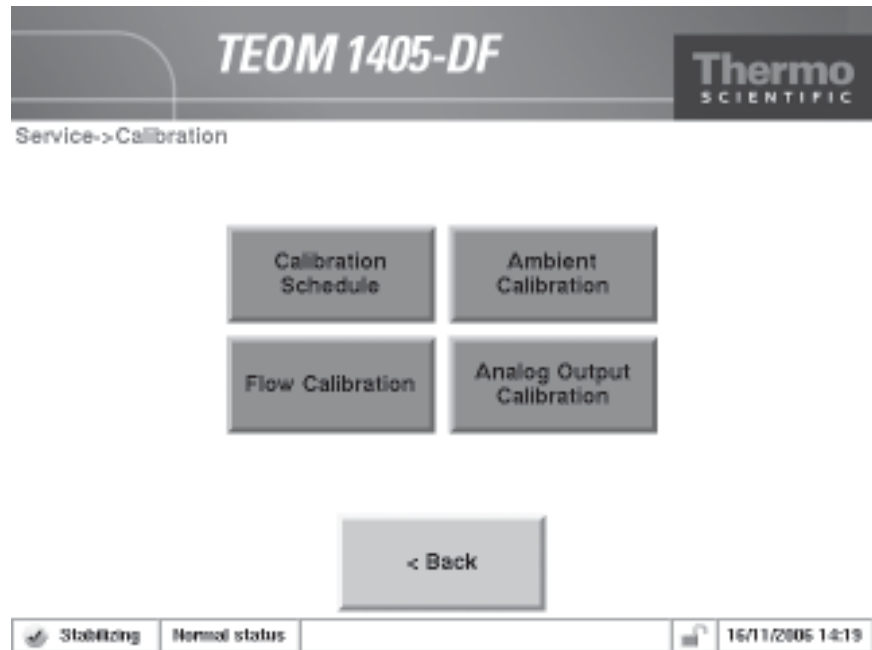 TEOM 1405-DF
Thermo
SCIENTIFIC
Service->Calibration
Calibration
Schedule
Ambient
Calibration
Flow Calibration
Analog Output
Calibration
< Back
Stabilizing
Normal status
16/11/2006 14:19